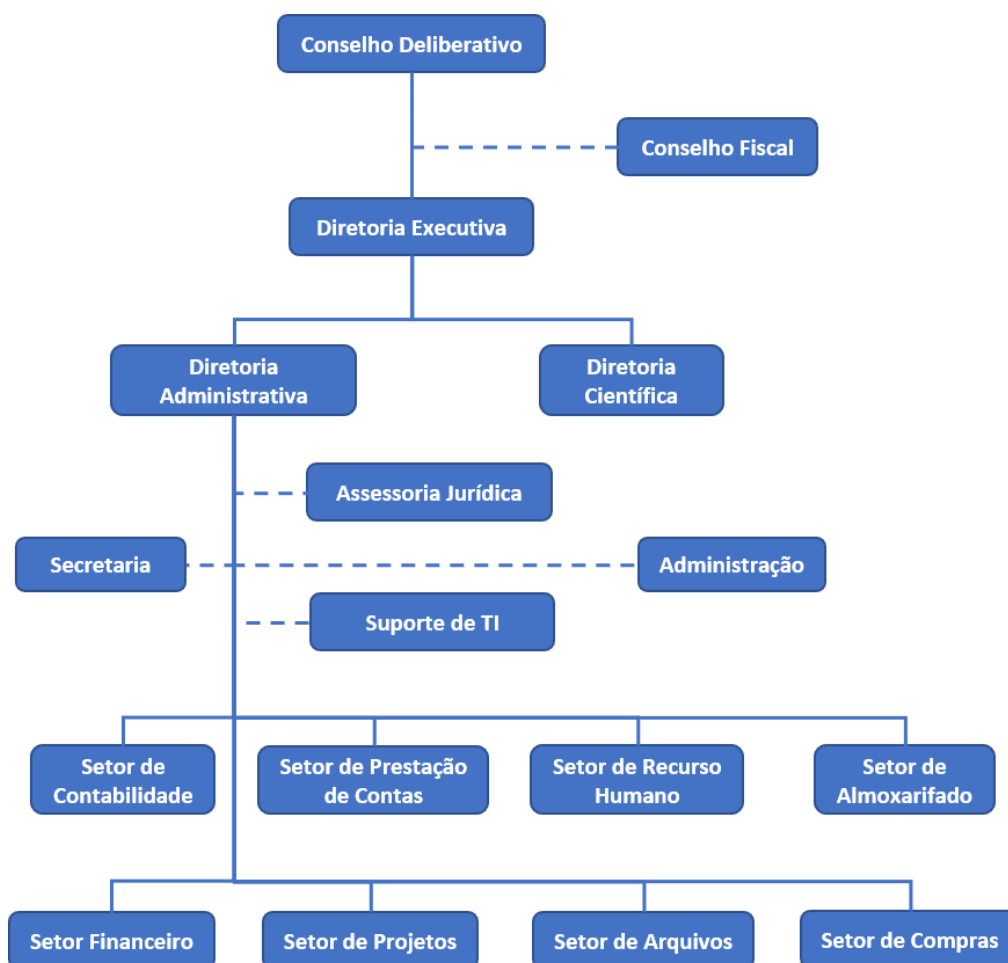 Conselho Deliberativo
Conselho Fiscal
Diretoria Executiva
Diretoria
Administrativa
Diretoria
Científica
Assessoria Jurídica
Secretaria
Administração
Suporte de TI
Setor de
Contabilidade
Setor de Prestação
de Contas
Setor de Recurso
Humano
Setor de
Almoxarifado
Setor Financeiro
Setor de Projetos
Setor de Arquivos
Setor de Compras